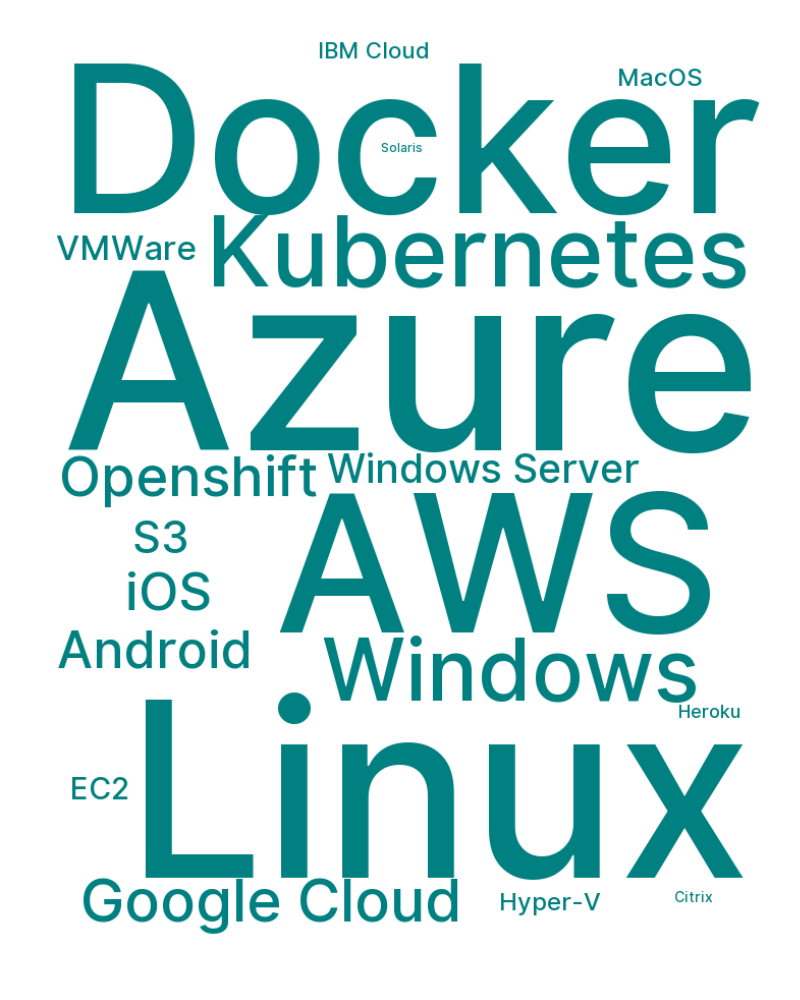 IBM Cloud
MacOS
Docker
Solaris
VMWare
Kubernetes
Azure
Openshift
Windows Server
AWS
S3
iOS
Android
Windows
Linux
Heroku
EC2
Google Cloud
Hyper-V
Citrix